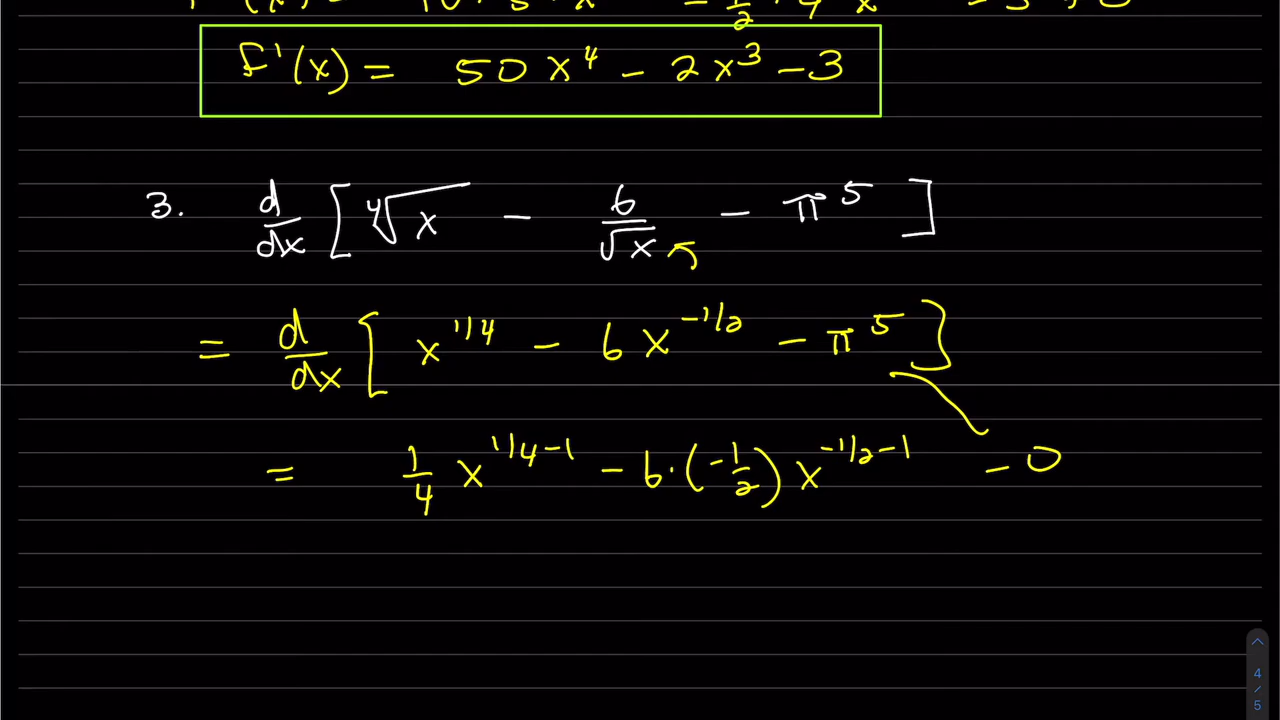 f'(x) = 50x⁴ - 2x³ - 3
3. d/dx [ ∜x - 6/√x - π⁵ ]
= d/dx [ x^1/4 - 6x^-1/2 - π⁵ ]
= 1/4 x^1/4-1 - 6·(-1/2) x^-1/2-1 - 0
4
/
5